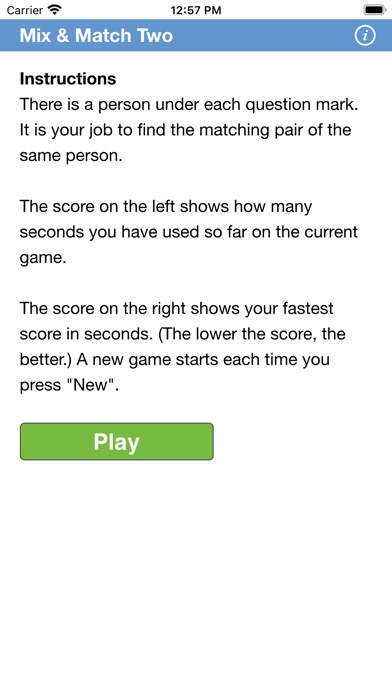 Carrier 12:57 PM
Mix & Match Two
Instructions
There is a person under each question mark.
It is your job to find the matching pair of the
same person.
The score on the left shows how many
seconds you have used so far on the current
game.
The score on the right shows your fastest
score in seconds. (The lower the score, the
better.) A new game starts each time you
press "New".
Play